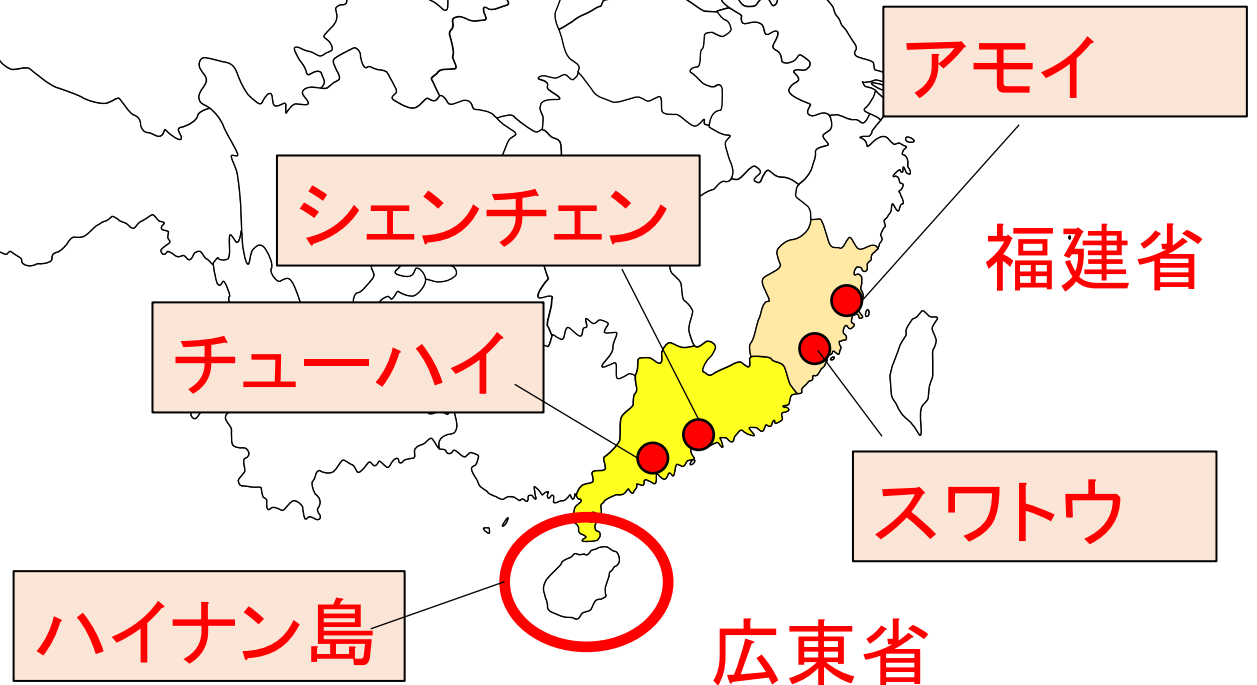 アモイ
シェンチェン
福建省
チューハイ
スワトウ
ハイナン島
広東省